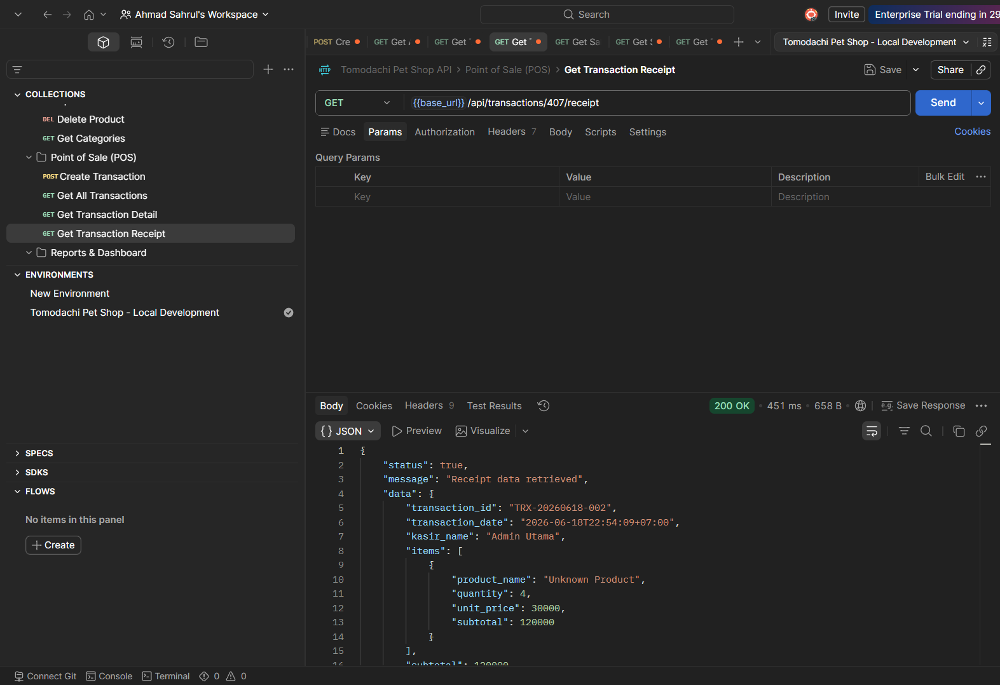 Ahmad Sahrul's Workspace
Search
Invite
Enterprise Trial ending in 29
POST Cre
GET Get
GET Get
GET Get
GET Get Sa
GET Get
GET Get
Tomodachi Pet Shop - Local Development
HTTP Tomodachi Pet Shop API > Point of Sale (POS) > Get Transaction Receipt
Save
Share
COLLECTIONS
DEL Delete Product
GET Get Categories
Point of Sale (POS)
POST Create Transaction
GET Get All Transactions
GET Get Transaction Detail
GET Get Transaction Receipt
Reports & Dashboard
ENVIRONMENTS
New Environment
Tomodachi Pet Shop - Local Development
SPECS
SDKS
FLOWS
No items in this panel
Create
GET
{{base_url}} /api/transactions/407/receipt
Send
Docs Params Authorization Headers 7 Body Scripts Settings
Cookies
Query Params
Key Value Description Bulk Edit
Key Value Description
Body Cookies Headers 9 Test Results
200 OK • 451 ms • 658 B
e.g. Save Response
{} JSON Preview Visualize
1 {
2 "status": true,
3 "message": "Receipt data retrieved",
4 "data": {
5 "transaction_id": "TRX-20260618-002",
6 "transaction_date": "2026-06-18T22:54:09+07:00",
7 "kasir_name": "Admin Utama",
8 "items": [
9 {
10 "product_name": "Unknown Product",
11 "quantity": 4,
12 "unit_price": 30000,
13 "subtotal": 120000
14 }
15 ],
16 "subtotal": 120000
Connect Git Console Terminal 0 0